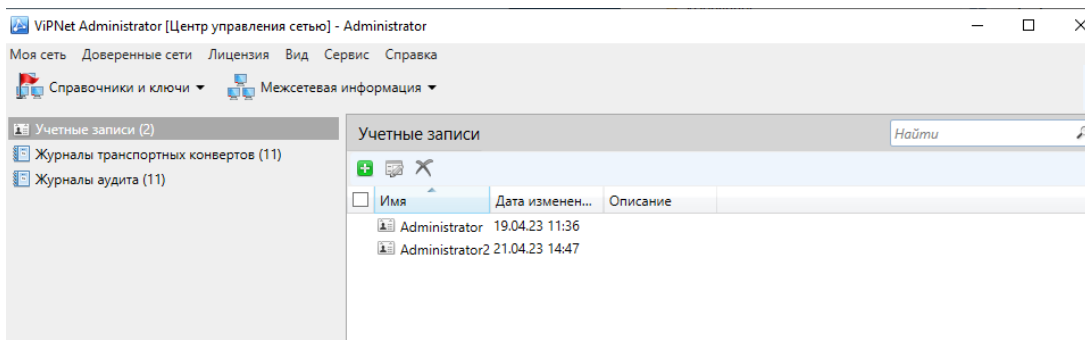 ViPNet Administrator [Центр управления сетью] - Administrator
Моя сеть Доверенные сети Лицензия Вид Сервис Справка
Справочники и ключи Межсетевая информация
Учетные записи (2)
Журналы транспортных конвертов (11)
Журналы аудита (11)
Учетные записи
Найти
Имя Дата изменен... Описание
Administrator 19.04.23 11:36
Administrator2 21.04.23 14:47